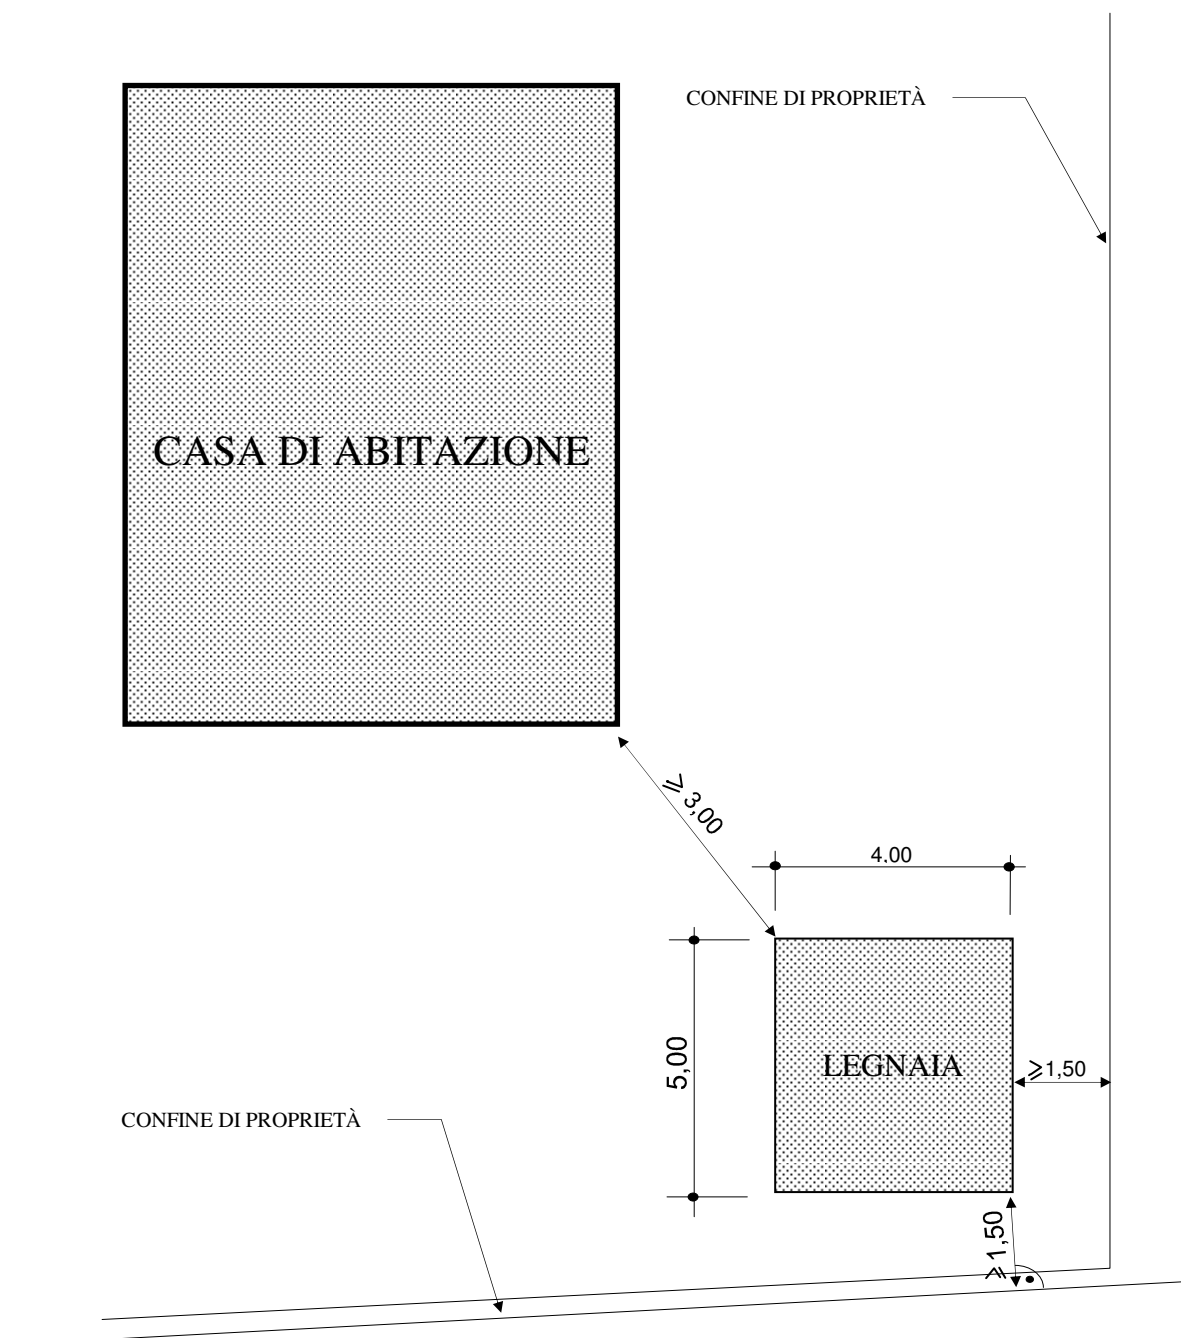 CONFINE DI PROPRIETÀ
CASA DI ABITAZIONE
⩾ 3,00
4,00
5,00
LEGNAIA
⩾1,50
CONFINE DI PROPRIETÀ
⩾ 1,50